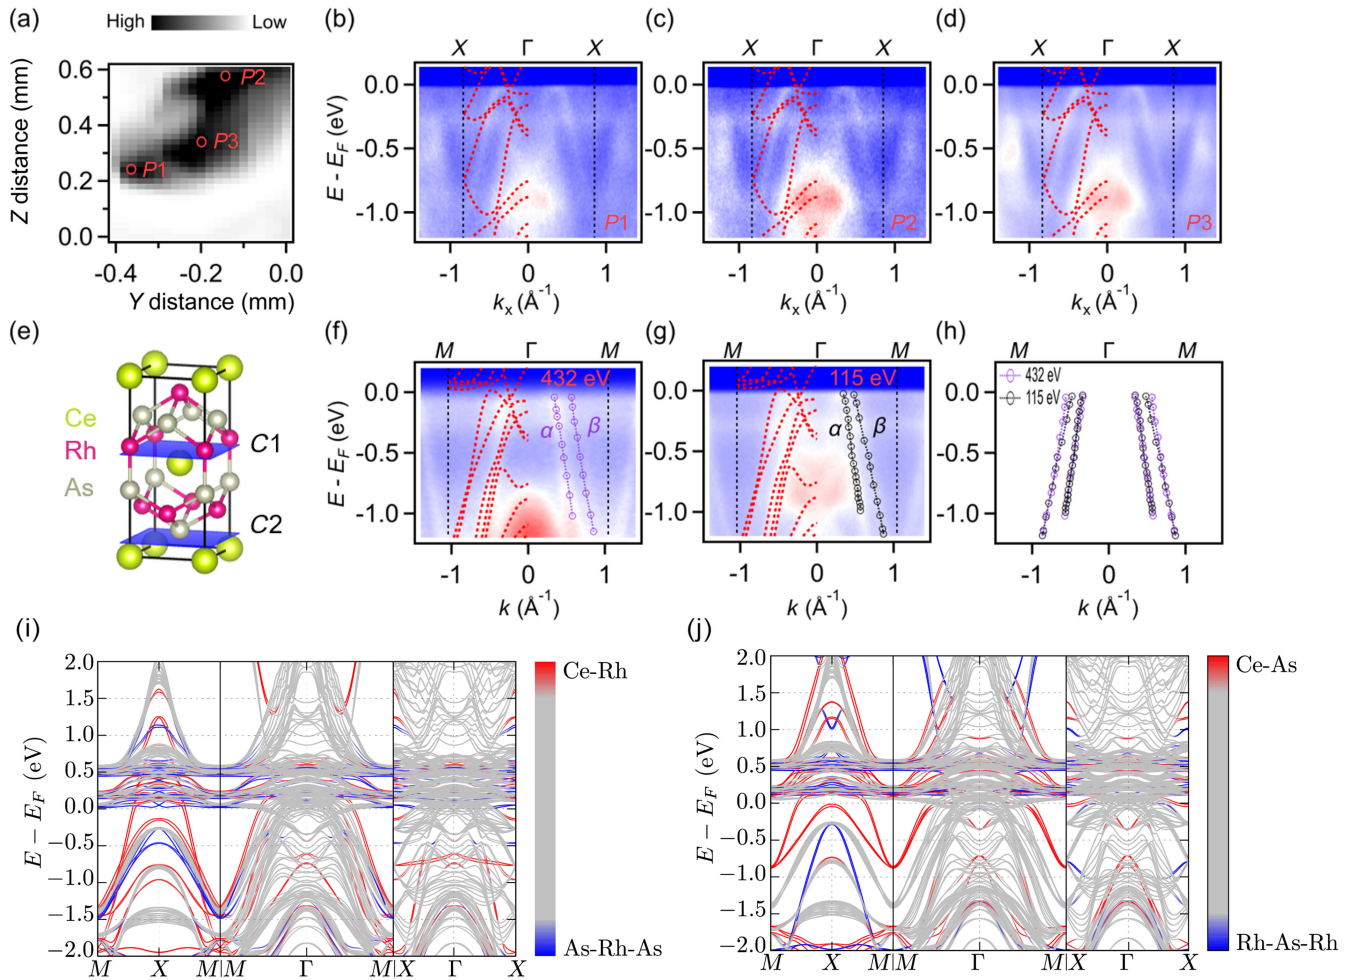 (a)
High
Low
Z distance (mm)
0.6
0.4
0.2
0.0
P2
P3
P1
-0.4
-0.2
0.0
Y distance (mm)
(b)
X
Γ
X
E - E_F (eV)
0.0
-0.5
-1.0
P1
-1
0
1
k_x (Å⁻¹)
(c)
X
Γ
X
0.0
-0.5
-1.0
P2
-1
0
1
k_x (Å⁻¹)
(d)
X
Γ
X
0.0
-0.5
-1.0
P3
-1
0
1
k_x (Å⁻¹)
(e)
Ce
Rh
As
C1
C2
(f)
M
Γ
M
432 eV
E - E_F (eV)
0.0
-0.5
-1.0
α
β
-1
0
1
k (Å⁻¹)
(g)
M
Γ
M
115 eV
0.0
-0.5
-1.0
α
β
-1
0
1
k (Å⁻¹)
(h)
M
Γ
M
432 eV
115 eV
0.0
-0.5
-1.0
-1
0
1
k (Å⁻¹)
(i)
E − E_F (eV)
2.0
1.5
1.0
0.5
0.0
−0.5
−1.0
−1.5
−2.0
M X M|M Γ M|X Γ X
Ce-Rh
As-Rh-As
(j)
E − E_F (eV)
2.0
1.5
1.0
0.5
0.0
−0.5
−1.0
−1.5
−2.0
M X M|M Γ M|X Γ X
Ce-As
Rh-As-Rh